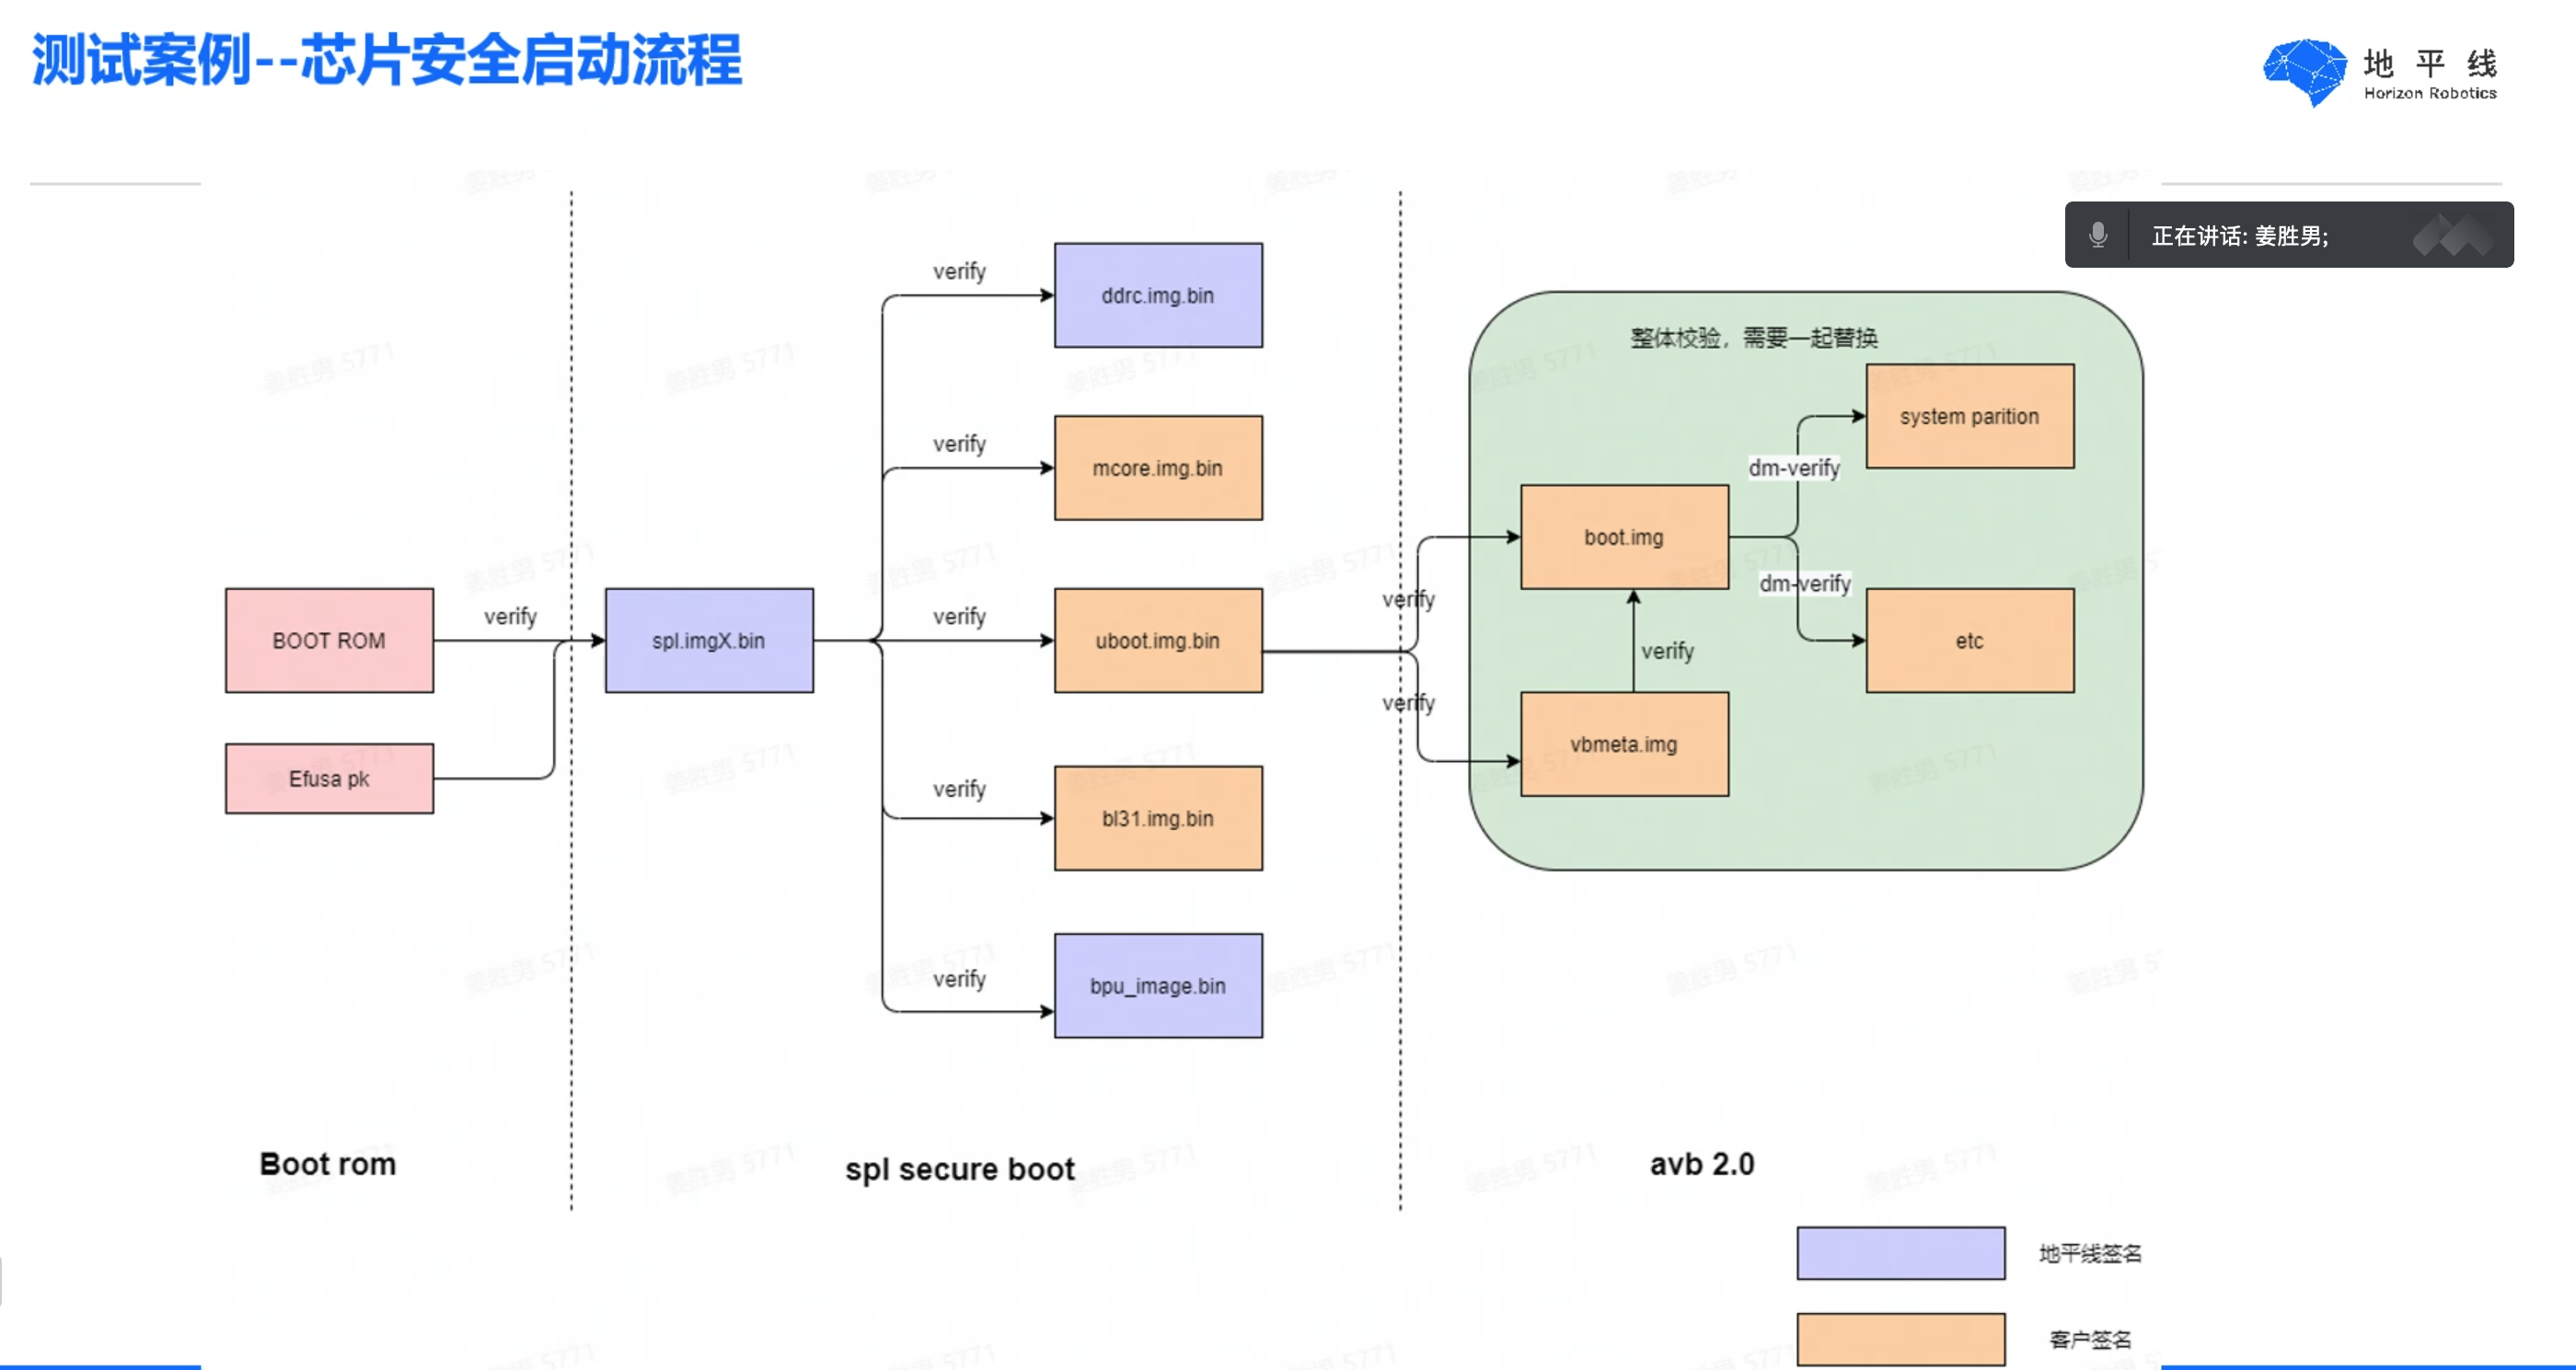 测试案例--芯片安全启动流程
地平线
Horizon Robotics
正在讲话: 姜胜男;
verify
ddrc.img.bin
整体校验，需要一起替换
system parition
verify
mcore.img.bin
dm-verify
boot.img
dm-verify
verify
BOOT ROM
verify
spl.imgX.bin
verify
uboot.img.bin
verify
etc
verify
Efusa pk
vbmeta.img
verify
bl31.img.bin
verify
bpu_image.bin
Boot rom
spl secure boot
avb 2.0
地平线签名
客户签名
姜胜男 5771